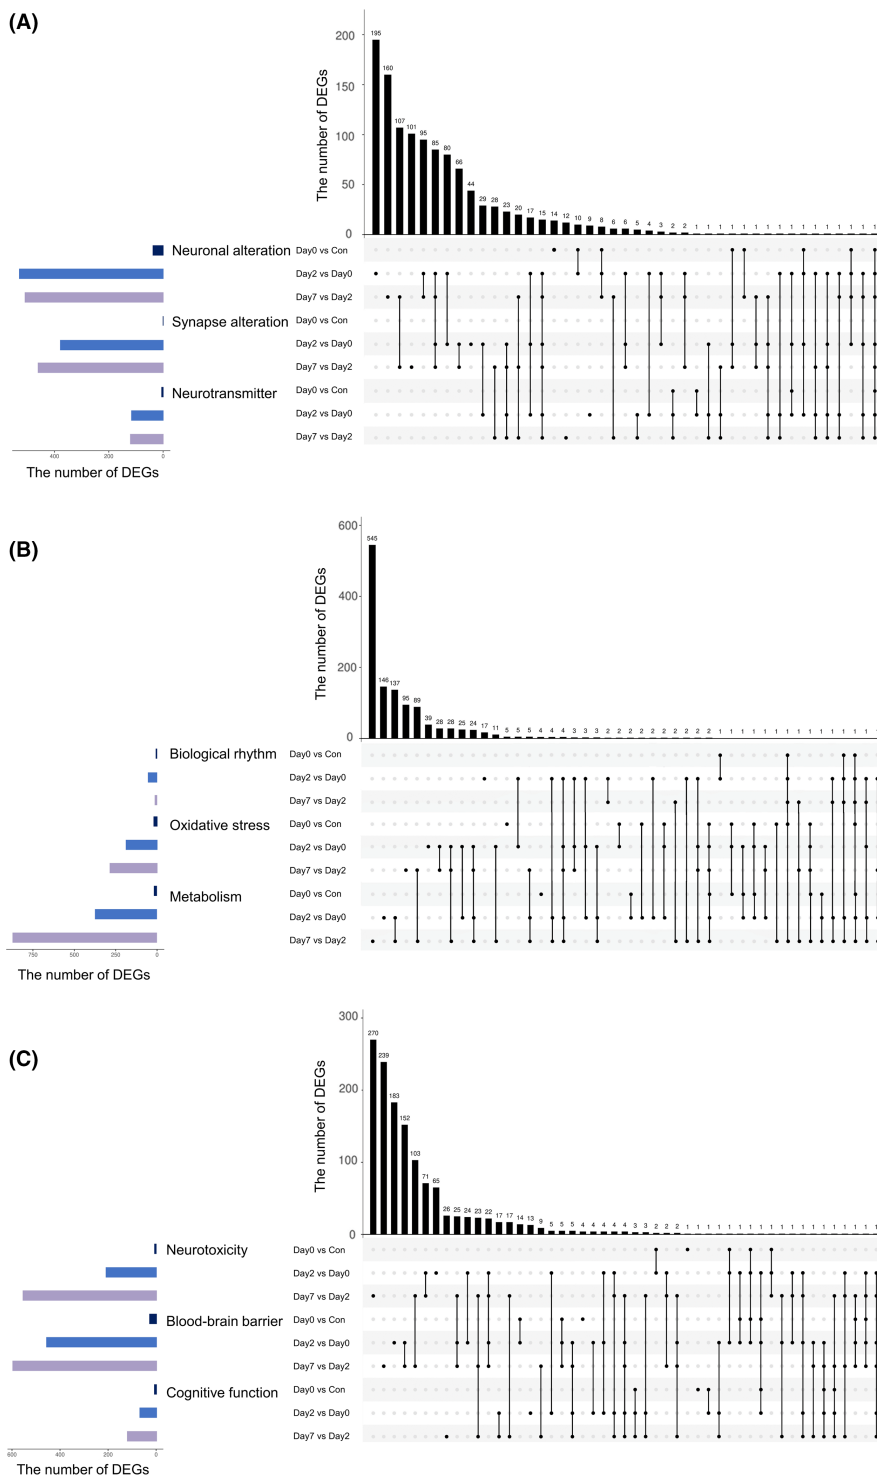 (A)
The number of DEGs
200
150
100
50
0
195 160 107 101 95 85 80 66 44 29 28 23 20 17 15 14 12 10 9 8 6 6 5 4 3 2 2 1 1 1 1 1 1 1 1 1 1 1 1 1 1 1 1
Neuronal alteration Day0 vs Con
Day2 vs Day0
Day7 vs Day2
Synapse alteration Day0 vs Con
Day2 vs Day0
Day7 vs Day2
Neurotransmitter Day0 vs Con
Day2 vs Day0
Day7 vs Day2
400 200 0
The number of DEGs
(B)
The number of DEGs
600
400
200
0
545 146 137 95 89 39 28 28 25 24 17 11 5 5 5 4 4 4 3 3 3 2 2 2 2 2 2 2 2 2 2 1 1 1 1 1 1 1 1 1 1 1 1 1 1 1
Biological rhythm Day0 vs Con
Day2 vs Day0
Day7 vs Day2
Oxidative stress Day0 vs Con
Day2 vs Day0
Day7 vs Day2
Metabolism Day0 vs Con
Day2 vs Day0
Day7 vs Day2
750 500 250 0
The number of DEGs
(C)
The number of DEGs
300
200
100
0
270 239 183 152 103 71 65 26 25 24 23 22 17 17 14 13 9 5 5 5 4 4 4 4 4 3 3 2 2 2 1 1 1 1 1 1 1 1 1 1 1 1 1 1 1 1 1 1 1
Neurotoxicity Day0 vs Con
Day2 vs Day0
Day7 vs Day2
Blood-brain barrier Day0 vs Con
Day2 vs Day0
Day7 vs Day2
Cognitive function Day0 vs Con
Day2 vs Day0
Day7 vs Day2
600 400 200 0
The number of DEGs